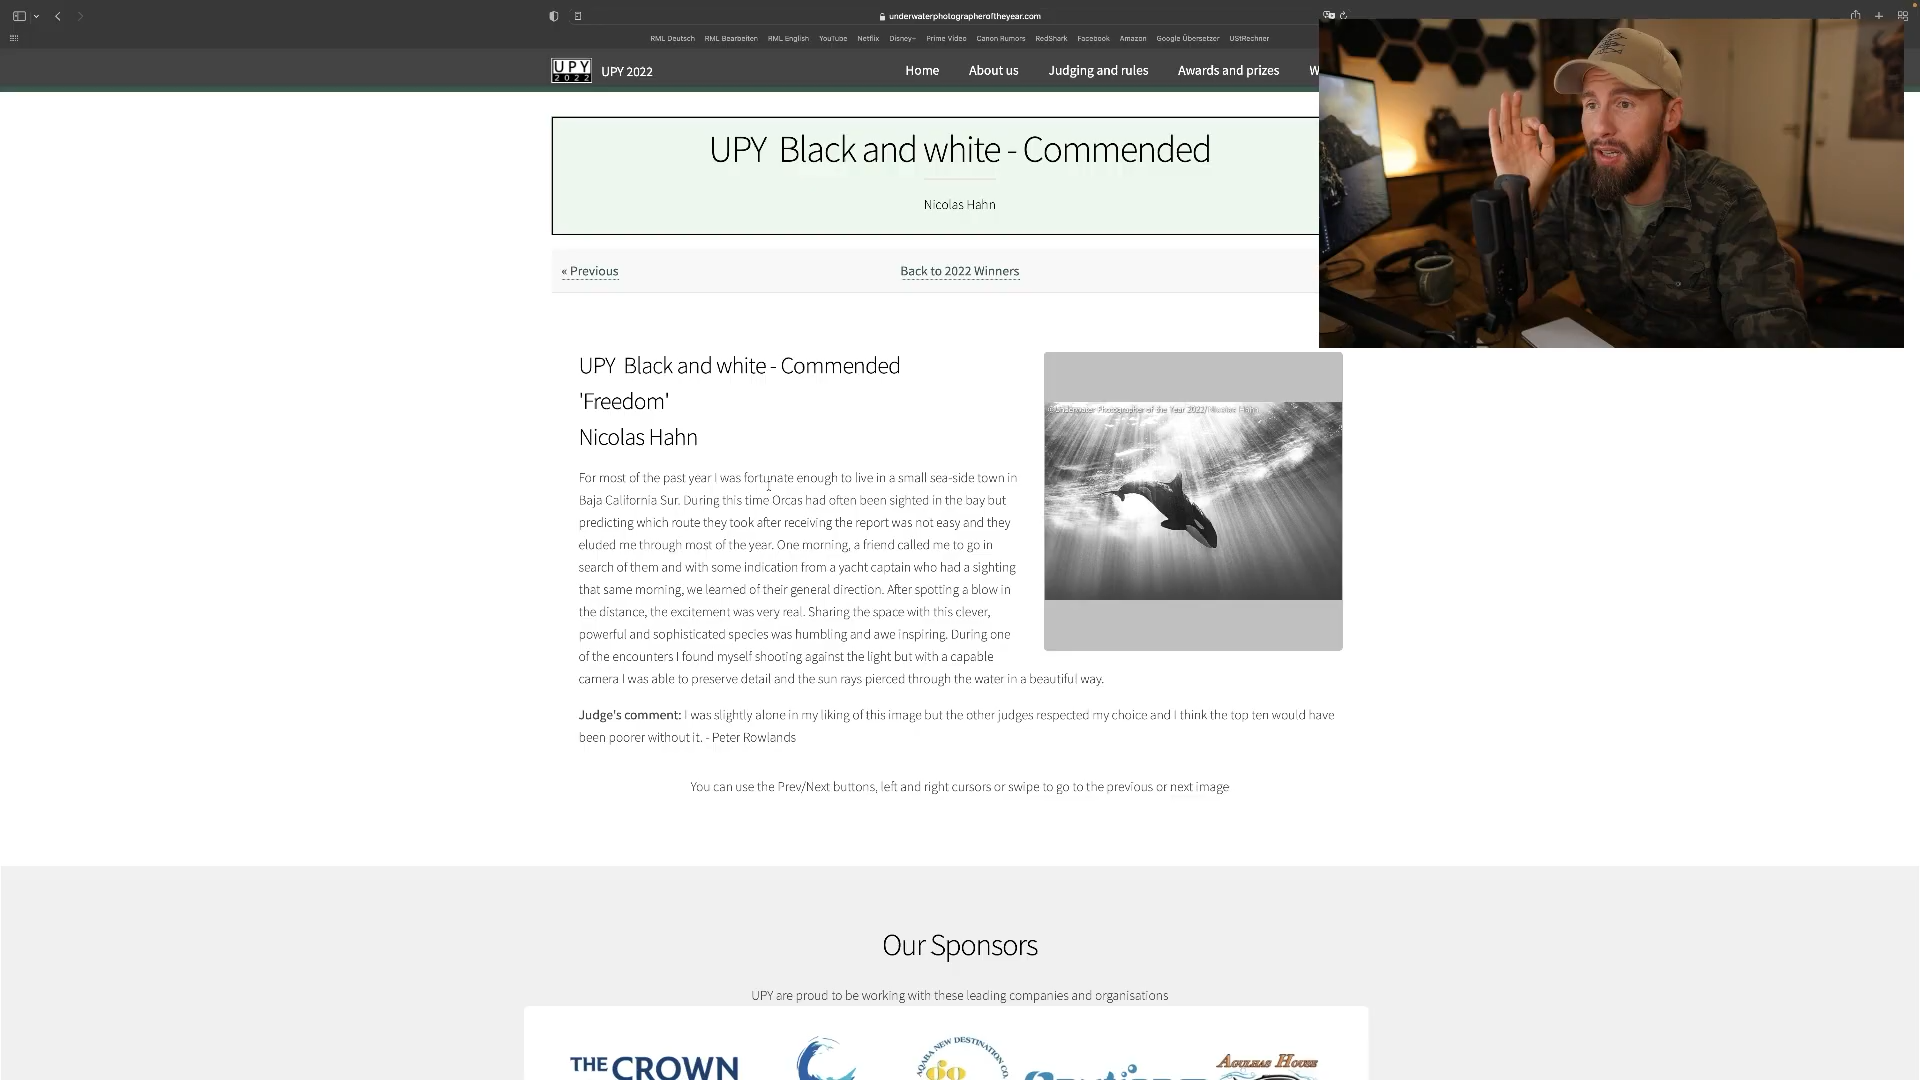 underwaterphotographeroftheyear.com
RML Deutsch RML Bearbeiten RML English YouTube Netflix Disney+ Prime Video Canon Rumors RedShark Facebook Amazon Google Übersetzer UStRechner
UPY
2022
UPY 2022
Home About us Judging and rules Awards and prizes W
UPY Black and white - Commended
Nicolas Hahn
« Previous
Back to 2022 Winners
UPY Black and white - Commended
'Freedom'
Nicolas Hahn
©Underwater Photographer of the Year 2022/Nicolas Hahn
For most of the past year I was fortunate enough to live in a small sea-side town in
Baja California Sur. During this time Orcas had often been sighted in the bay but
predicting which route they took after receiving the report was not easy and they
eluded me through most of the year. One morning, a friend called me to go in
search of them and with some indication from a yacht captain who had a sighting
that same morning, we learned of their general direction. After spotting a blow in
the distance, the excitement was very real. Sharing the space with this clever,
powerful and sophisticated species was humbling and awe inspiring. During one
of the encounters I found myself shooting against the light but with a capable
camera I was able to preserve detail and the sun rays pierced through the water in a beautiful way.
Judge's comment: I was slightly alone in my liking of this image but the other judges respected my choice and I think the top ten would have
been poorer without it. - Peter Rowlands
You can use the Prev/Next buttons, left and right cursors or swipe to go to the previous or next image
Our Sponsors
UPY are proud to be working with these leading companies and organisations
THE CROWN
AQABA NEW DESTINATION CO.
AGULHAS HOUSE